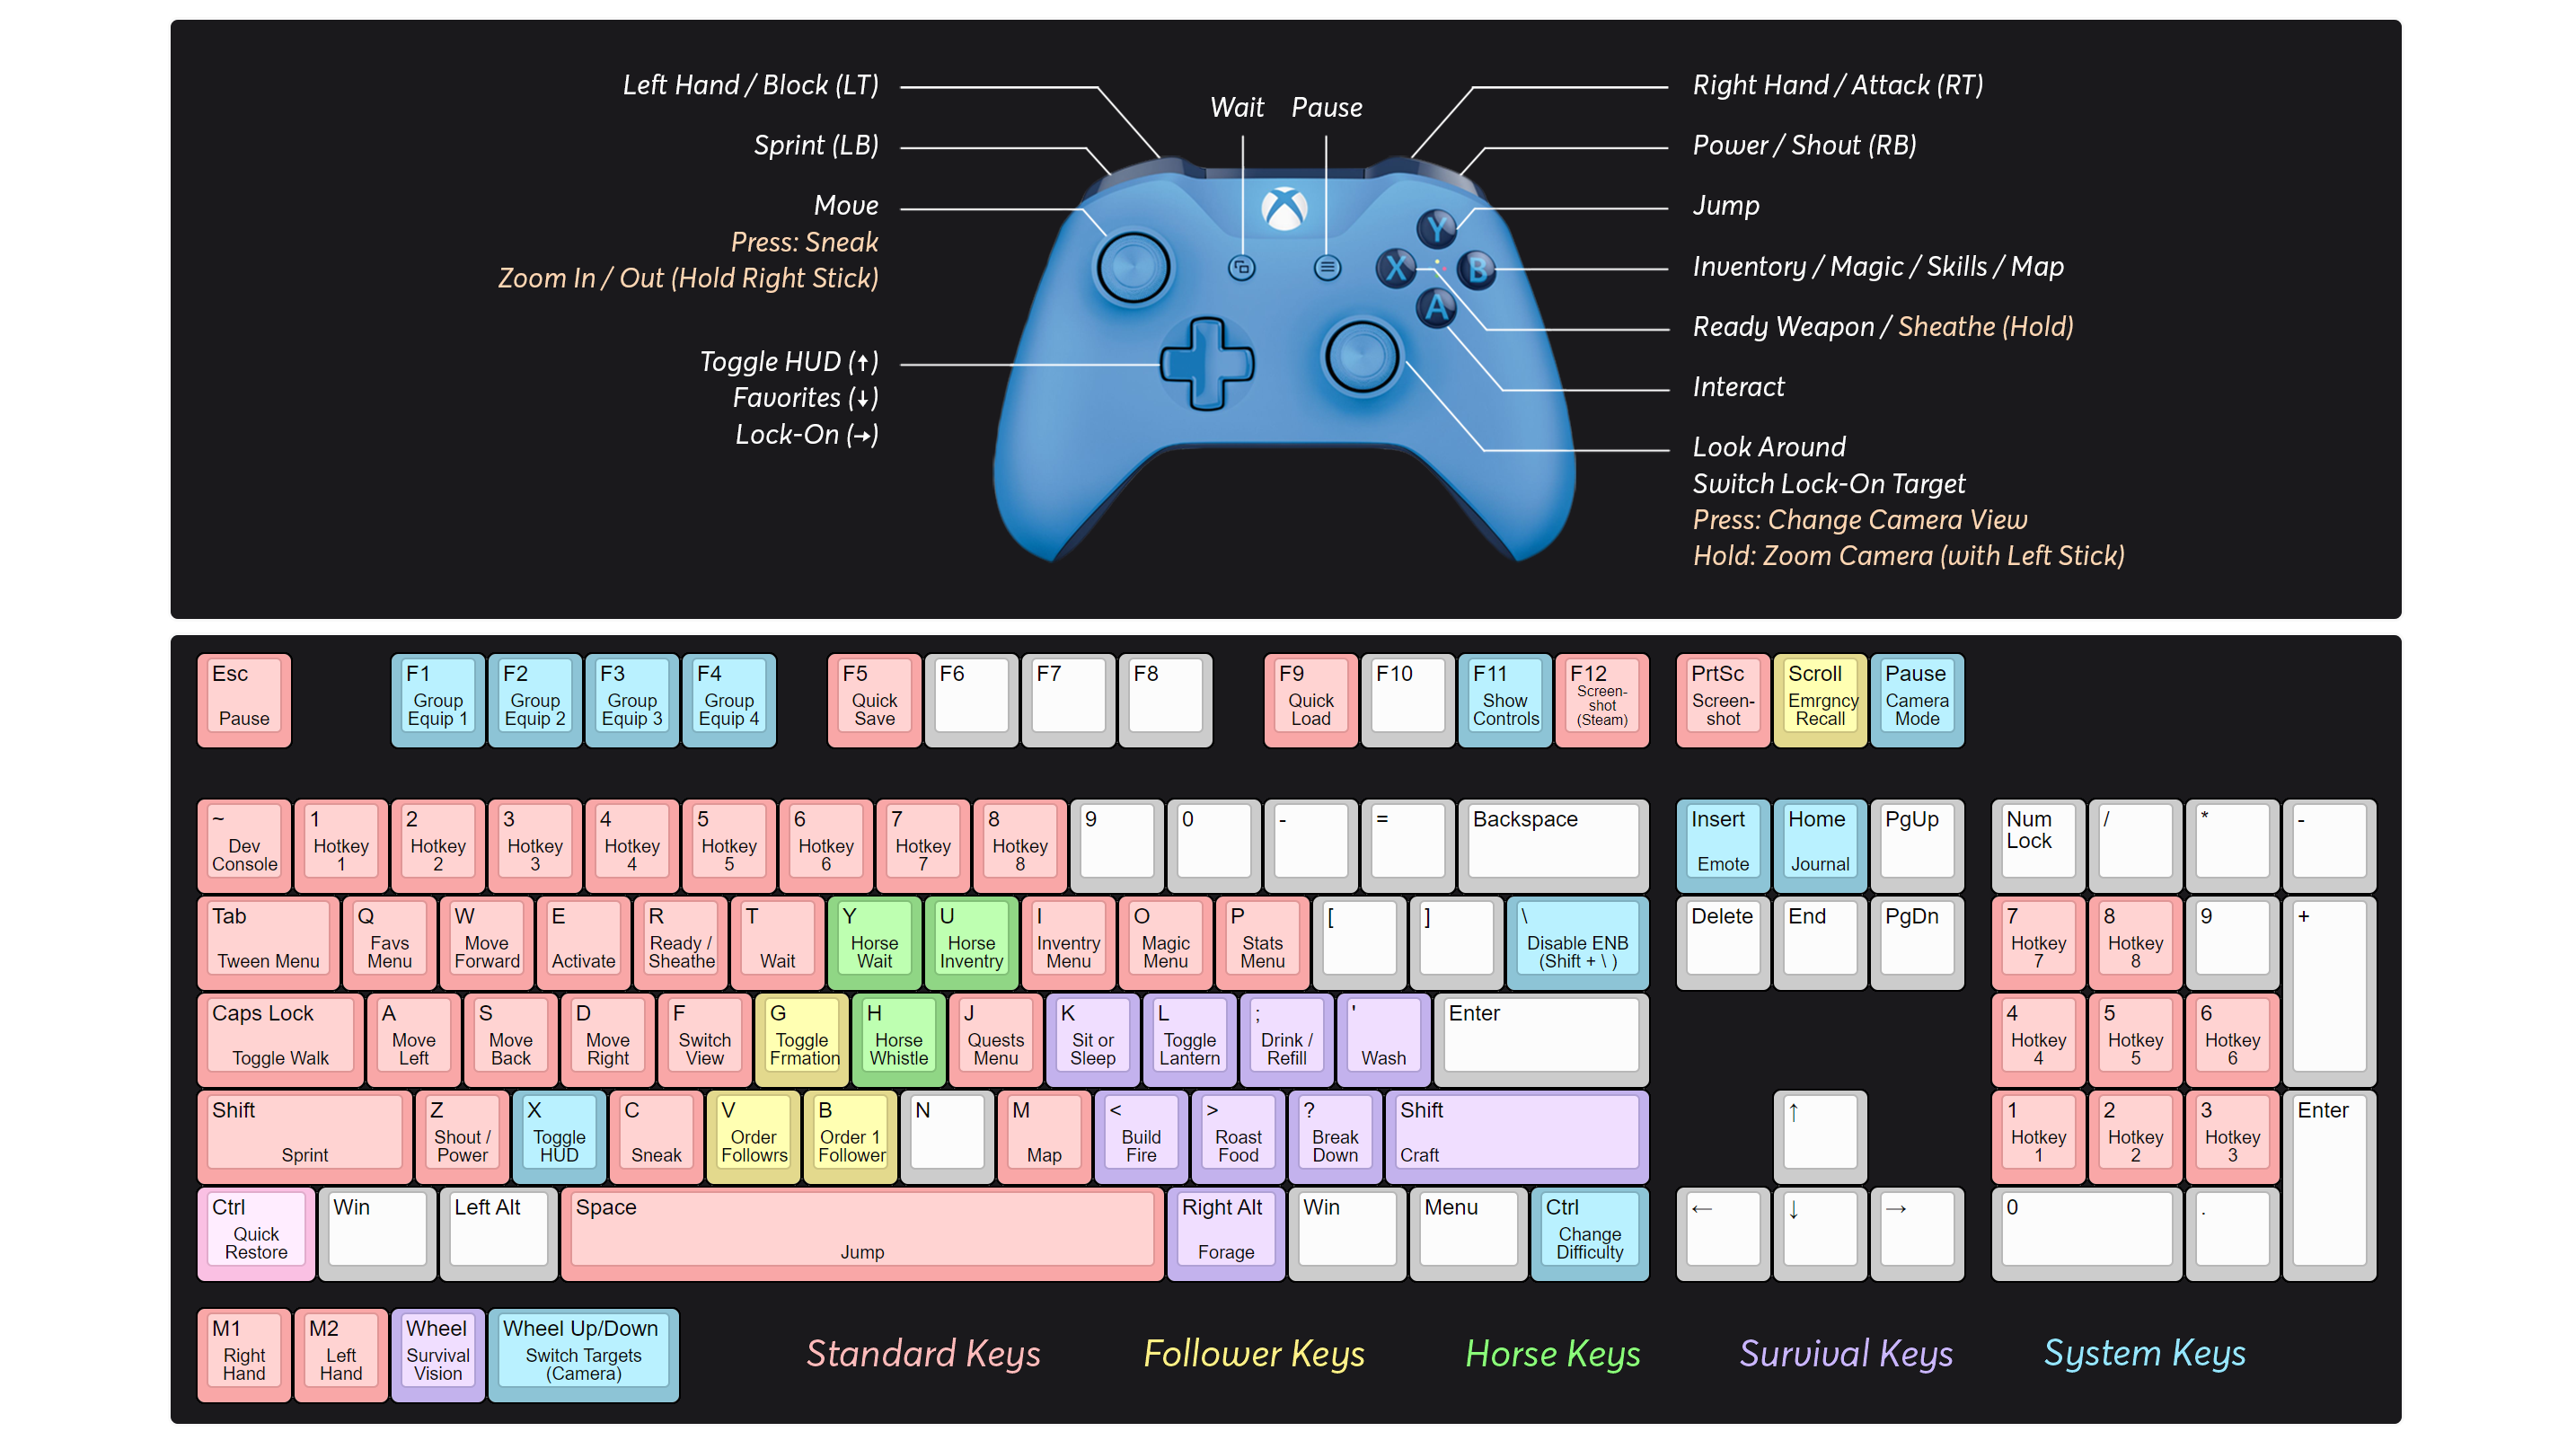 Left Hand / Block (LT)
Sprint (LB)
Move
Press: Sneak
Zoom In / Out (Hold Right Stick)
Toggle HUD (↑)
Favorites (↓)
Lock-On (→)
Wait Pause
Y
X
B
A
Right Hand / Attack (RT)
Power / Shout (RB)
Jump
Inventory / Magic / Skills / Map
Ready Weapon / Sheathe (Hold)
Interact
Look Around
Switch Lock-On Target
Press: Change Camera View
Hold: Zoom Camera (with Left Stick)
Esc
Pause
F1
Group
Equip 1
F2
Group
Equip 2
F3
Group
Equip 3
F4
Group
Equip 4
F5
Quick
Save
F6
F7
F8
F9
Quick
Load
F10
F11
Show
Controls
F12
Screen-
shot
(Steam)
PrtSc
Screen-
shot
Scroll
Emrgncy
Recall
Pause
Camera
Mode
~
Dev
Console
1
Hotkey
1
2
Hotkey
2
3
Hotkey
3
4
Hotkey
4
5
Hotkey
5
6
Hotkey
6
7
Hotkey
7
8
Hotkey
8
9
0
-
=
Backspace
Insert
Emote
Home
Journal
PgUp
Num
Lock
/
*
-
Tab
Tween Menu
Q
Favs
Menu
W
Move
Forward
E
Activate
R
Ready /
Sheathe
T
Wait
Y
Horse
Wait
U
Horse
Inventry
I
Inventry
Menu
O
Magic
Menu
P
Stats
Menu
[
]
\
Disable ENB
(Shift + \ )
Delete
End
PgDn
7
Hotkey
7
8
Hotkey
8
9
+
Caps Lock
Toggle Walk
A
Move
Left
S
Move
Back
D
Move
Right
F
Switch
View
G
Toggle
Frmation
H
Horse
Whistle
J
Quests
Menu
K
Sit or
Sleep
L
Toggle
Lantern
;
Drink /
Refill
'
Wash
Enter
4
Hotkey
4
5
Hotkey
5
6
Hotkey
6
Shift
Sprint
Z
Shout /
Power
X
Toggle
HUD
C
Sneak
V
Order
Followrs
B
Order 1
Follower
N
M
Map
<
Build
Fire
>
Roast
Food
?
Break
Down
Shift
Craft
↑
1
Hotkey
1
2
Hotkey
2
3
Hotkey
3
Enter
Ctrl
Quick
Restore
Win
Left Alt
Space
Jump
Right Alt
Forage
Win
Menu
Ctrl
Change
Difficulty
←
↓
→
0
.
M1
Right
Hand
M2
Left
Hand
Wheel
Survival
Vision
Wheel Up/Down
Switch Targets
(Camera)
Standard Keys
Follower Keys
Horse Keys
Survival Keys
System Keys